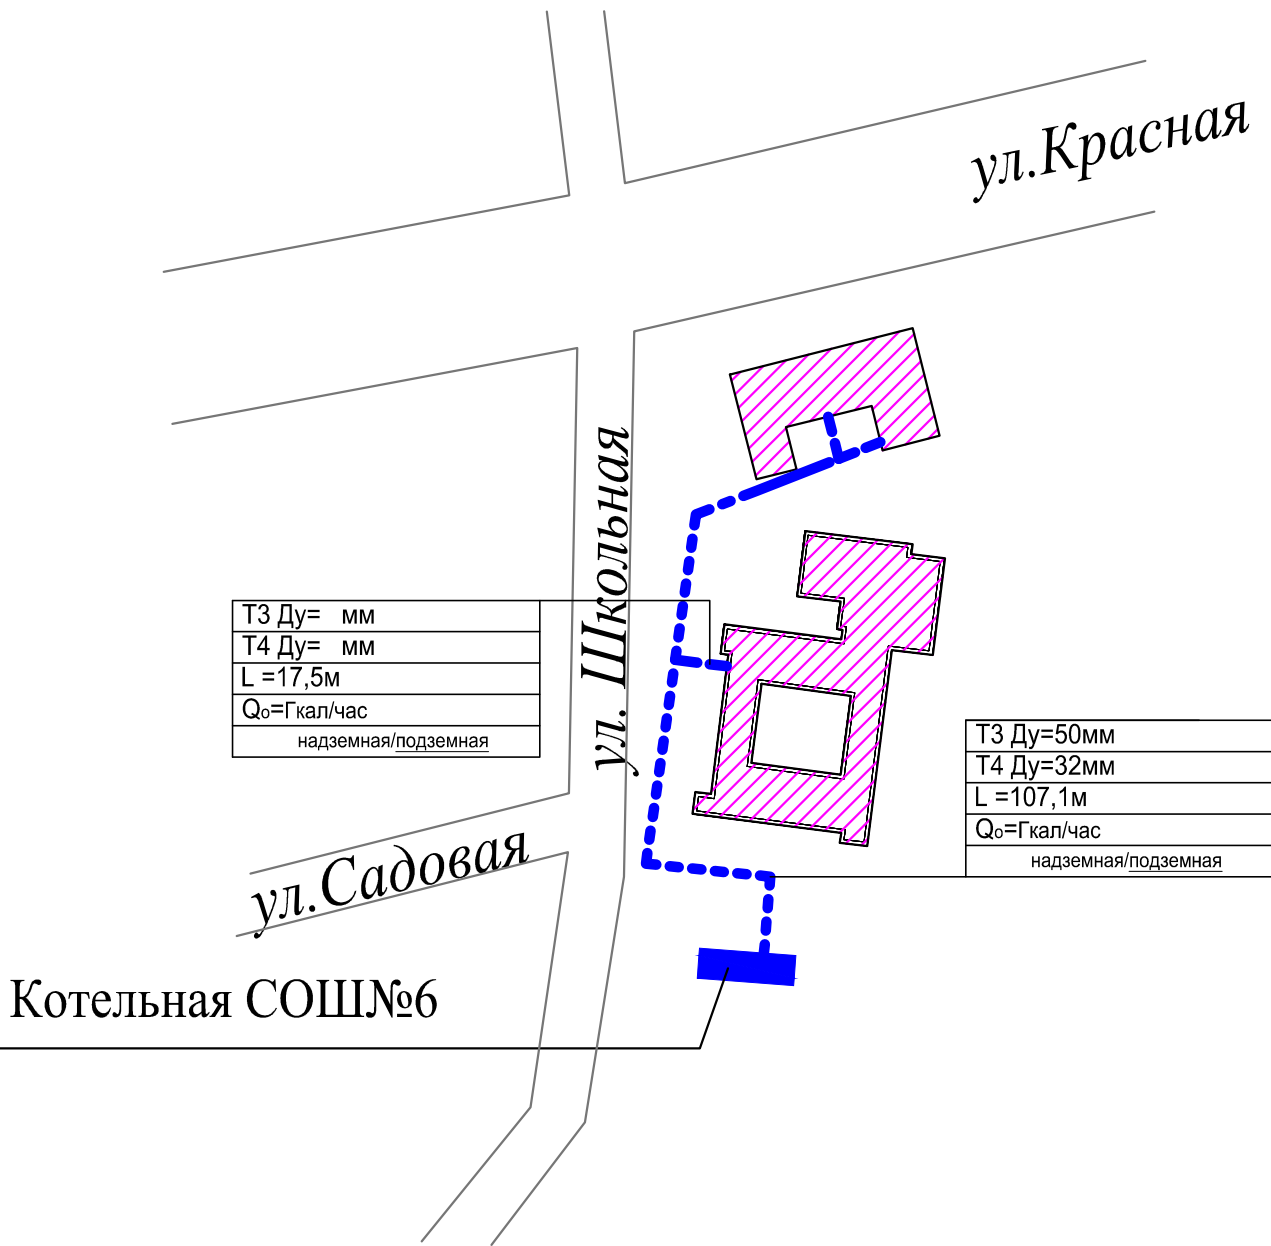 ул.Красная
ул. Школьная
Т3 Ду= мм
Т4 Ду= мм
L =17,5м
Qо=Гкал/час
надземная/подземная
Т3 Ду=50мм
Т4 Ду=32мм
L =107,1м
Qо=Гкал/час
надземная/подземная
ул.Садовая
Котельная СОШ№6